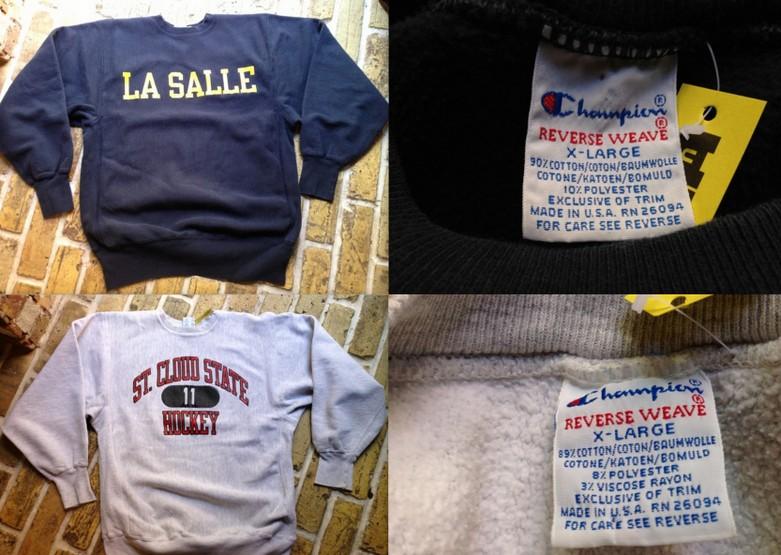 LA SALLE
Champion®
REVERSE WEAVE®
X-LARGE
90% COTTON/COTON/BAUMWOLLE
COTONE/KATOEN/BOMULD
10% POLYESTER
EXCLUSIVE OF TRIM
MADE IN U.S.A. RN 26094
FOR CARE SEE REVERSE
ST. CLOUD STATE
11
HOCKEY
Champion®
REVERSE WEAVE®
X-LARGE
89% COTTON/COTON/BAUMWOLLE
COTONE/KATOEN/BOMULD
8% POLYESTER
3% VISCOSE RAYON
EXCLUSIVE OF TRIM
MADE IN U.S.A. RN 26094
FOR CARE SEE REVERSE